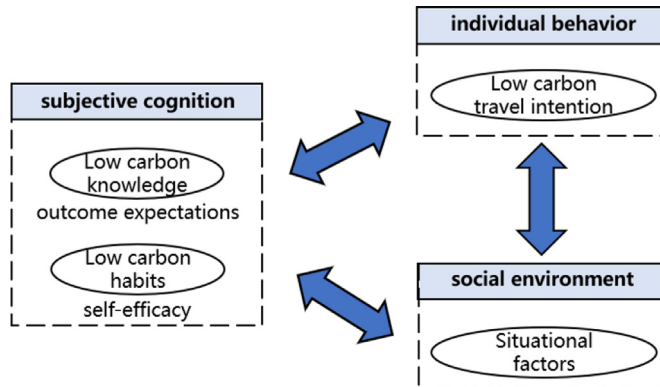 individual behavior
Low carbon
travel intention
subjective cognition
Low carbon
knowledge
outcome expectations
Low carbon
habits
self-efficacy
social environment
Situational
factors